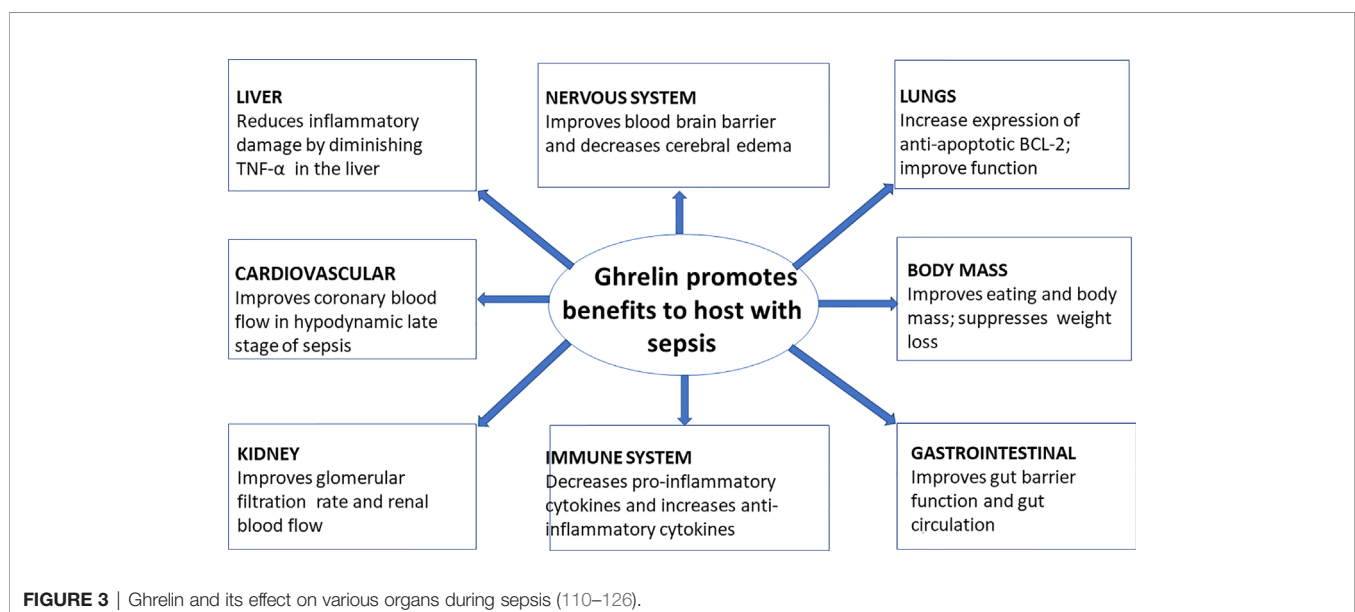 LIVER
Reduces inflammatory
damage by diminishing
TNF-α in the liver
NERVOUS SYSTEM
Improves blood brain barrier
and decreases cerebral edema
LUNGS
Increase expression of
anti-apoptotic BCL-2;
improve function
CARDIOVASCULAR
Improves coronary blood
flow in hypodynamic late
stage of sepsis
Ghrelin promotes
benefits to host with
sepsis
BODY MASS
Improves eating and body
mass; suppresses weight
loss
KIDNEY
Improves glomerular
filtration rate and renal
blood flow
IMMUNE SYSTEM
Decreases pro-inflammatory
cytokines and increases anti-
inflammatory cytokines
GASTROINTESTINAL
Improves gut barrier
function and gut
circulation
FIGURE 3 | Ghrelin and its effect on various organs during sepsis (110–126).